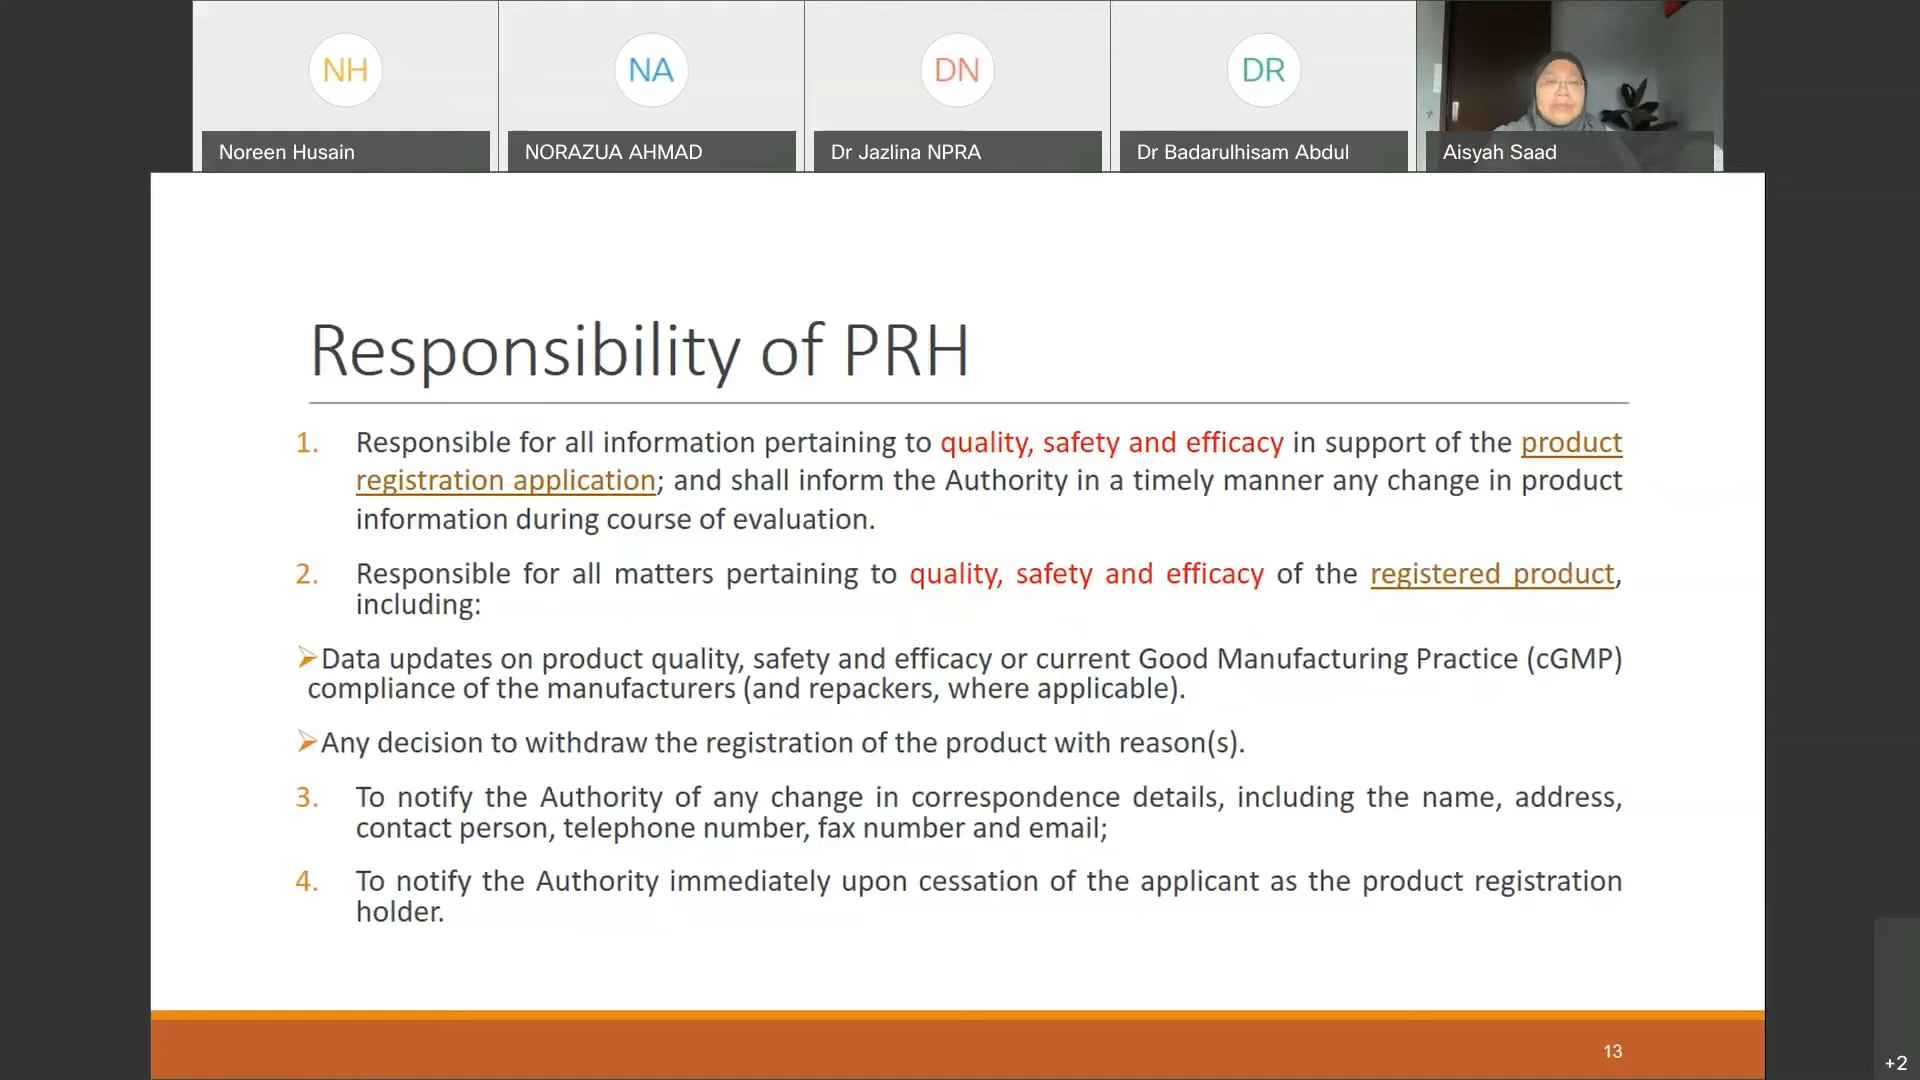 NH
NA
DN
DR
Noreen Husain
NORAZUA AHMAD
Dr Jazlina NPRA
Dr Badarulhisam Abdul
Aisyah Saad
Responsibility of PRH
1. Responsible for all information pertaining to quality, safety and efficacy in support of the product
registration application; and shall inform the Authority in a timely manner any change in product
information during course of evaluation.
2. Responsible for all matters pertaining to quality, safety and efficacy of the registered product,
including:
➢Data updates on product quality, safety and efficacy or current Good Manufacturing Practice (cGMP)
compliance of the manufacturers (and repackers, where applicable).
➢Any decision to withdraw the registration of the product with reason(s).
3. To notify the Authority of any change in correspondence details, including the name, address,
contact person, telephone number, fax number and email;
4. To notify the Authority immediately upon cessation of the applicant as the product registration
holder.
13
+2